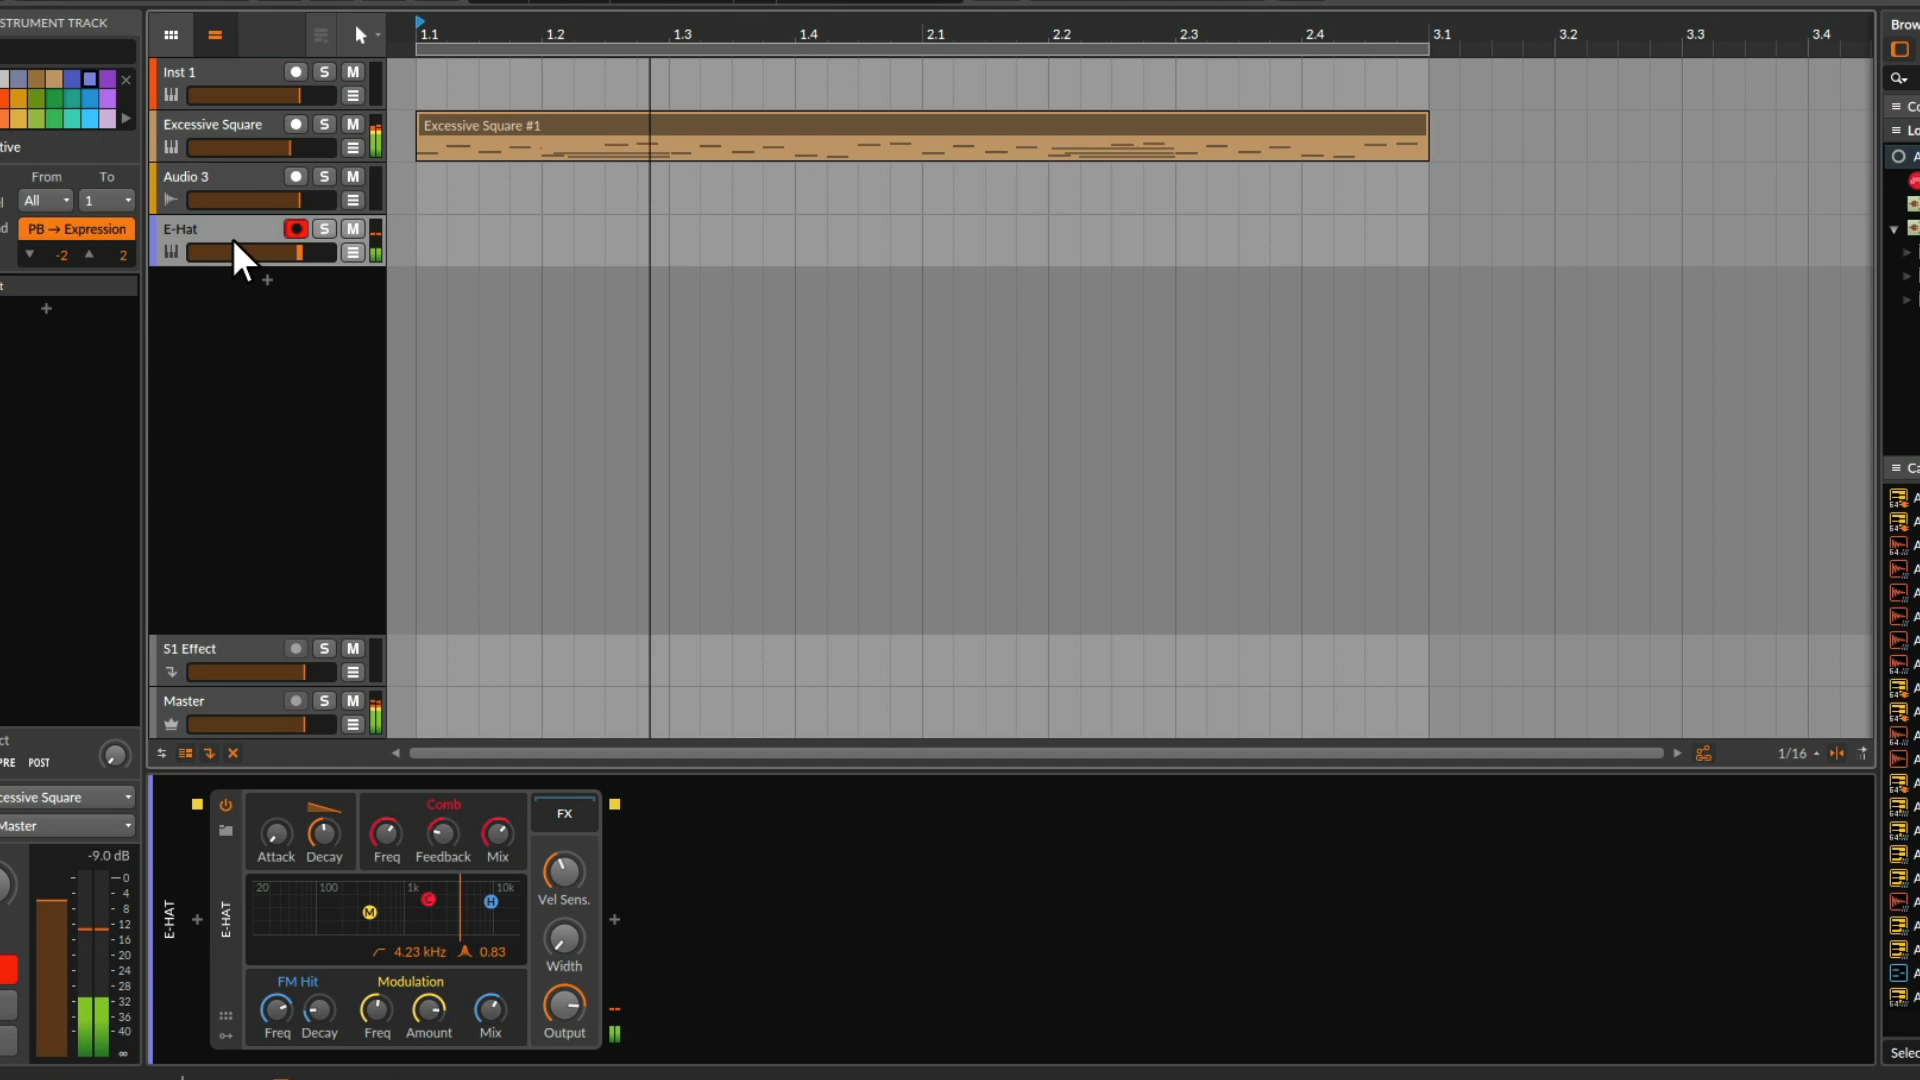 STRUMENT TRACK
tive
From To
All 1
PB → Expression
-2 2
PRE POST
Master
-9.0 dB
0
4
8
12
16
20
24
28
32
36
40
∞
1.1 1.2 1.3 1.4 2.1 2.2 2.3 2.4 3.1 3.2 3.3 3.4
Inst 1 S M
Excessive Square S M
Excessive Square #1
Audio 3 S M
E-Hat S M
S1 Effect S M
Master S M
1/16
E-HAT
E-HAT
Attack Decay
Comb
Freq Feedback Mix
20 100 1k 10k
M C H
4.23 kHz 0.83
FM Hit Modulation
Freq Decay Freq Amount Mix
FX
Vel Sens.
Width
Output
Brow
Co
Lo
Ca
Selec